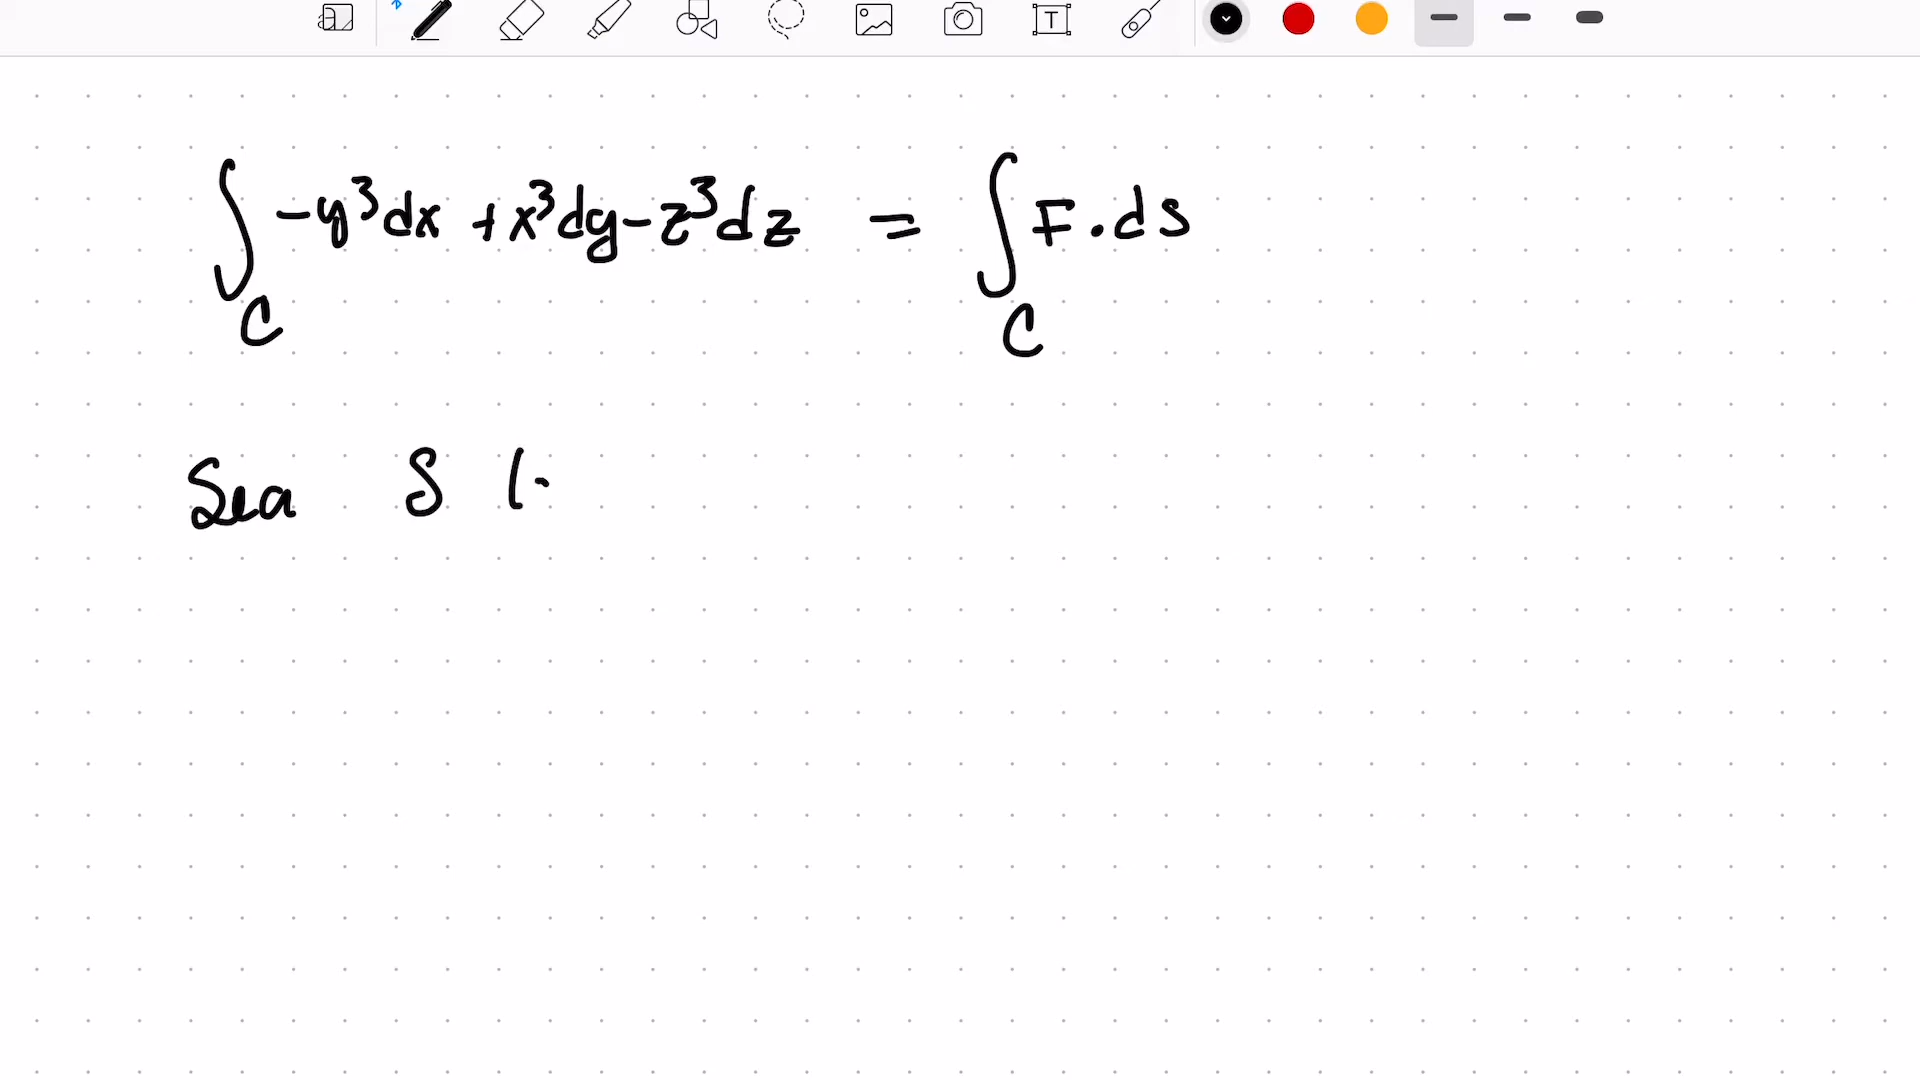 ∫_C -y³dx + x³dy - z³dz = ∫_C F·ds
Sea S